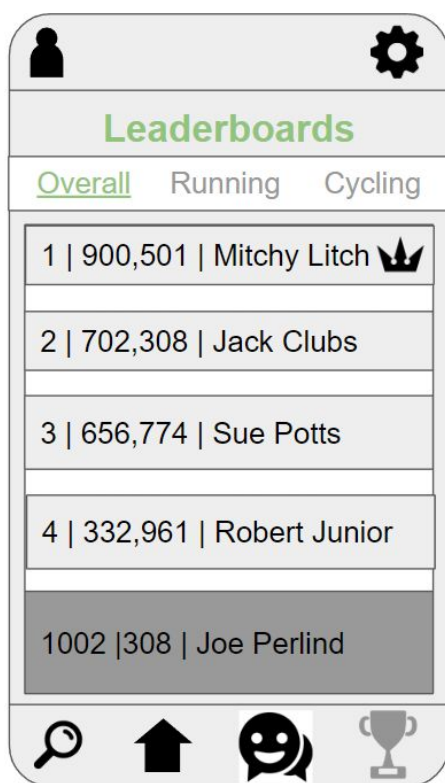 Leaderboards
Overall Running Cycling
1 | 900,501 | Mitchy Litch
2 | 702,308 | Jack Clubs
3 | 656,774 | Sue Potts
4 | 332,961 | Robert Junior
1002 |308 | Joe Perlind